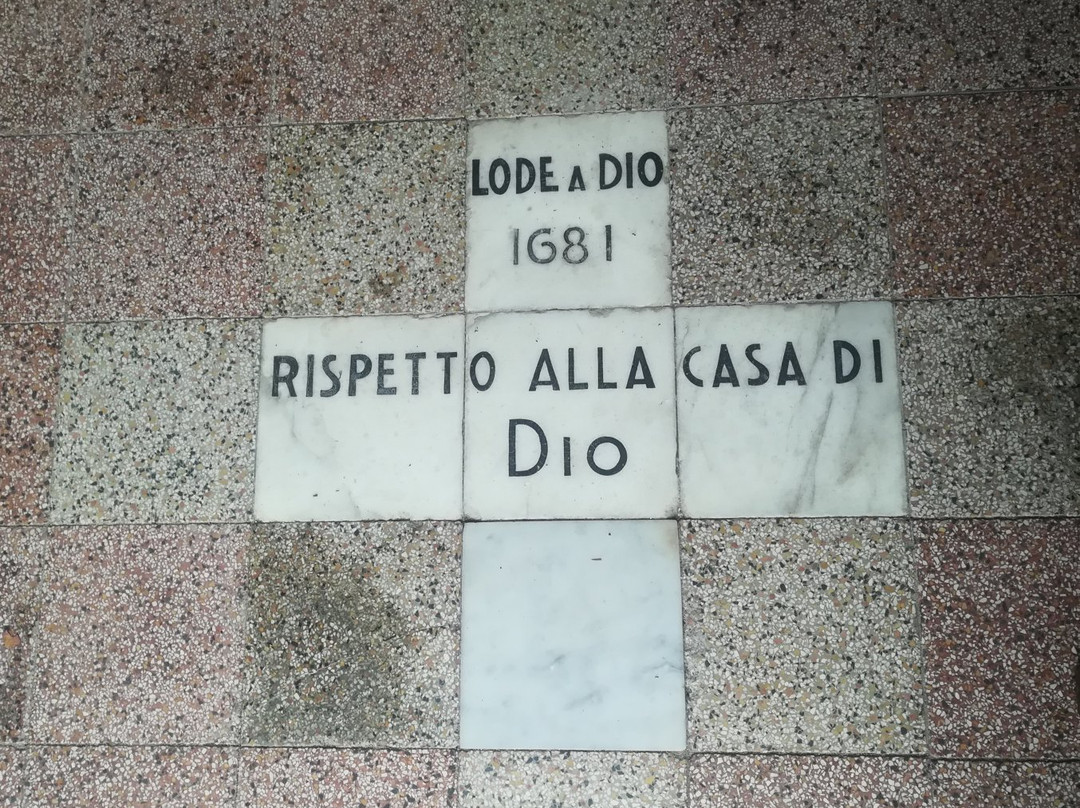 LODE A DIO
1681
RISPETTO ALLA CASA DI
DIO